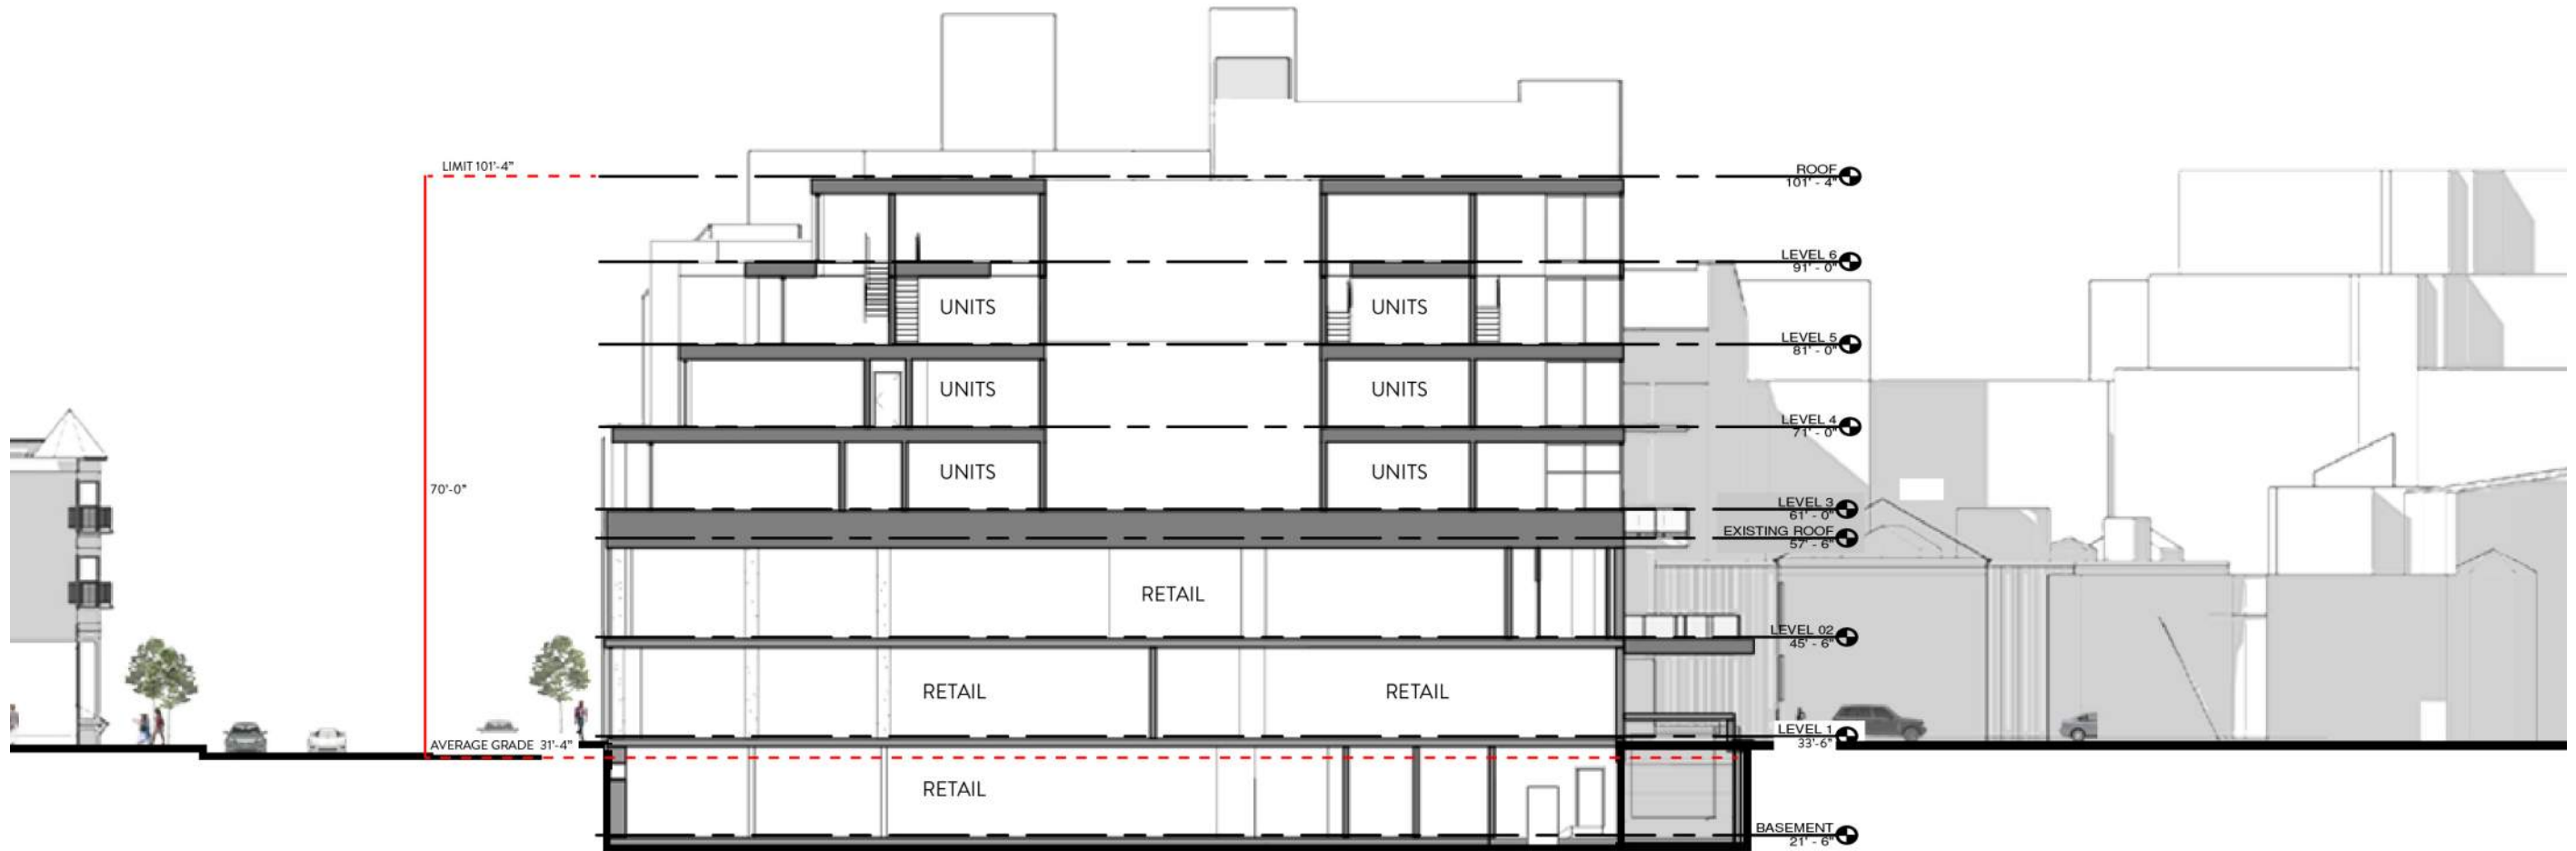 LIMIT 101'-4"
ROOF
101' - 4"
LEVEL 6
91' - 0"
UNITS
UNITS
LEVEL 5
81' - 0"
UNITS
UNITS
LEVEL 4
71' - 0"
UNITS
UNITS
70'-0"
LEVEL 3
61' - 0"
EXISTING ROOF
57' - 6"
RETAIL
LEVEL 02
45' - 6"
RETAIL
RETAIL
LEVEL 1
33'-6"
AVERAGE GRADE 31'-4"
RETAIL
BASEMENT
21' - 6"